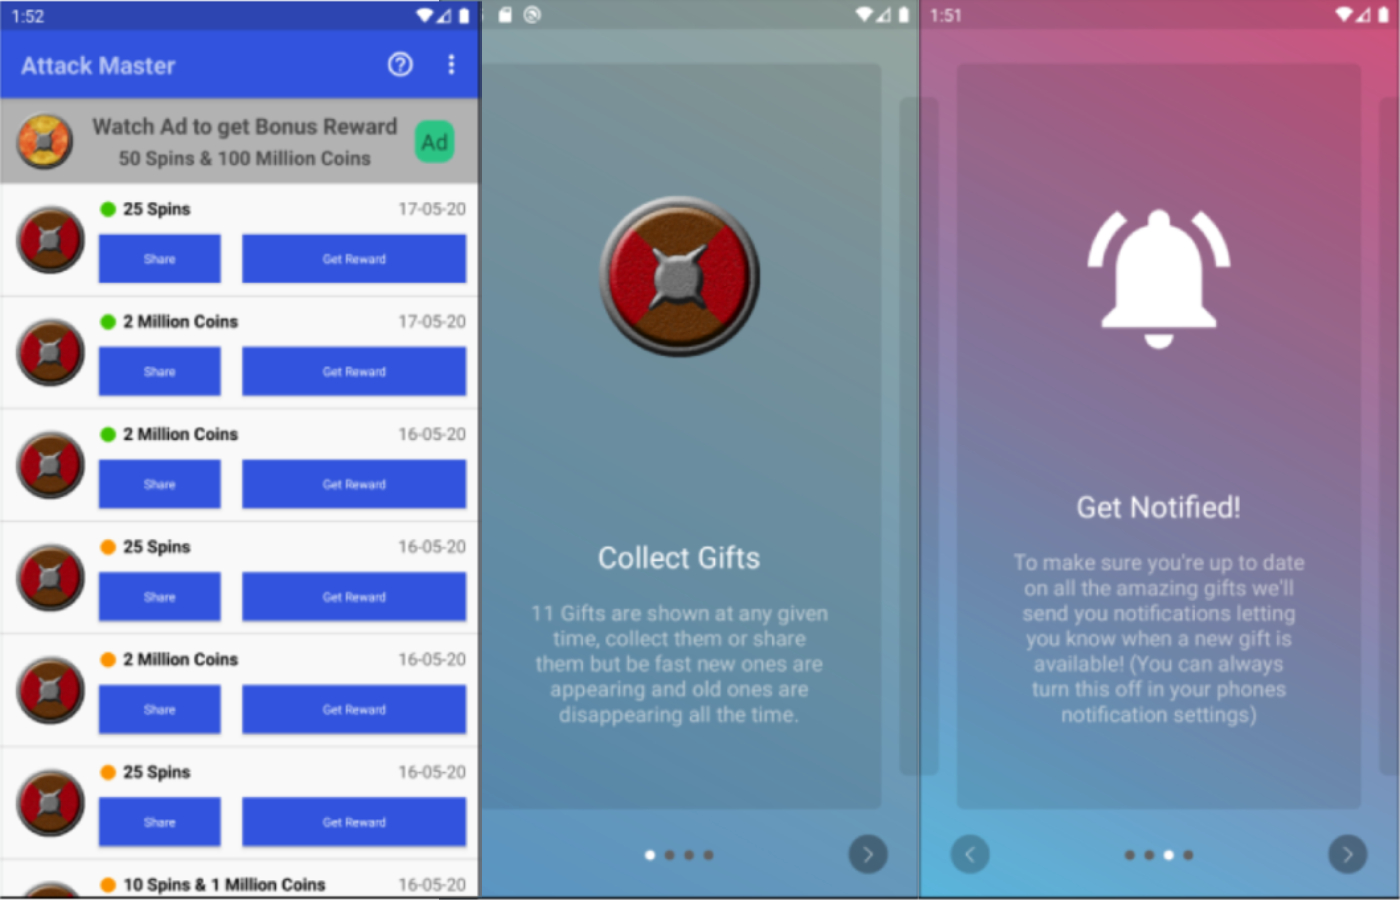 1:52
Attack Master
Watch Ad to get Bonus Reward
50 Spins & 100 Million Coins
Ad
25 Spins
17-05-20
Share
Get Reward
2 Million Coins
17-05-20
Share
Get Reward
2 Million Coins
16-05-20
Share
Get Reward
25 Spins
16-05-20
Share
Get Reward
2 Million Coins
16-05-20
Share
Get Reward
25 Spins
16-05-20
Share
Get Reward
10 Spins & 1 Million Coins
16-05-20
Collect Gifts
11 Gifts are shown at any given
time, collect them or share
them but be fast new ones are
appearing and old ones are
disappearing all the time.
1:51
Get Notified!
To make sure you're up to date
on all the amazing gifts we'll
send you notifications letting
you know when a new gift is
available! (You can always
turn this off in your phones
notification settings)